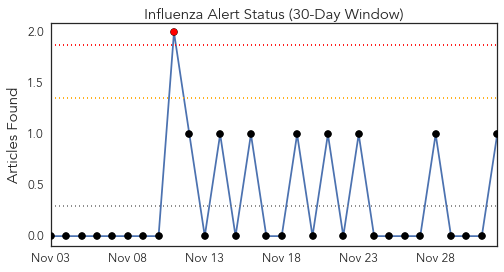 Influenza Alert Status (30-Day Window)
Articles Found
2.0
1.5
1.0
0.5
0.0
Nov 03 Nov 08 Nov 13 Nov 18 Nov 23 Nov 28